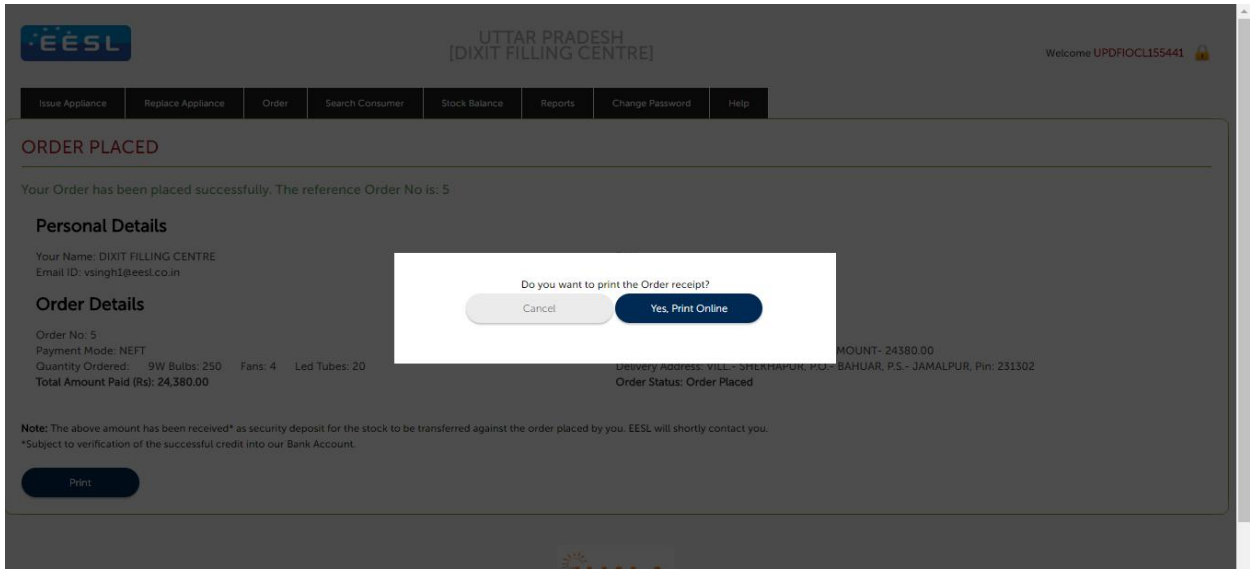 EESL
UTTAR PRADESH
[DIXIT FILLING CENTRE]
Welcome UPDFIOCL155441
Issue Appliance Replace Appliance Order Search Consumer Stock Balance Reports Change Password Help
ORDER PLACED
Your Order has been placed successfully. The reference Order No is: 5
Personal Details
Your Name: DIXIT FILLING CENTRE
Email ID: vsingh1@eesl.co.in
Do you want to print the Order receipt?
Cancel Yes, Print Online
Order Details
Order No: 5
Payment Mode: NEFT MOUNT- 24380.00
Quantity Ordered: 9W Bulbs: 250 Fans: 4 Led Tubes: 20 Delivery Address: VILL.- SHEKHAPUR, P.O.- BAHUAR, P.S.- JAMALPUR, Pin: 231302
Total Amount Paid (Rs): 24,380.00 Order Status: Order Placed
Note: The above amount has been received* as security deposit for the stock to be transferred against the order placed by you. EESL will shortly contact you.
*Subject to verification of the successful credit into our Bank Account.
Print